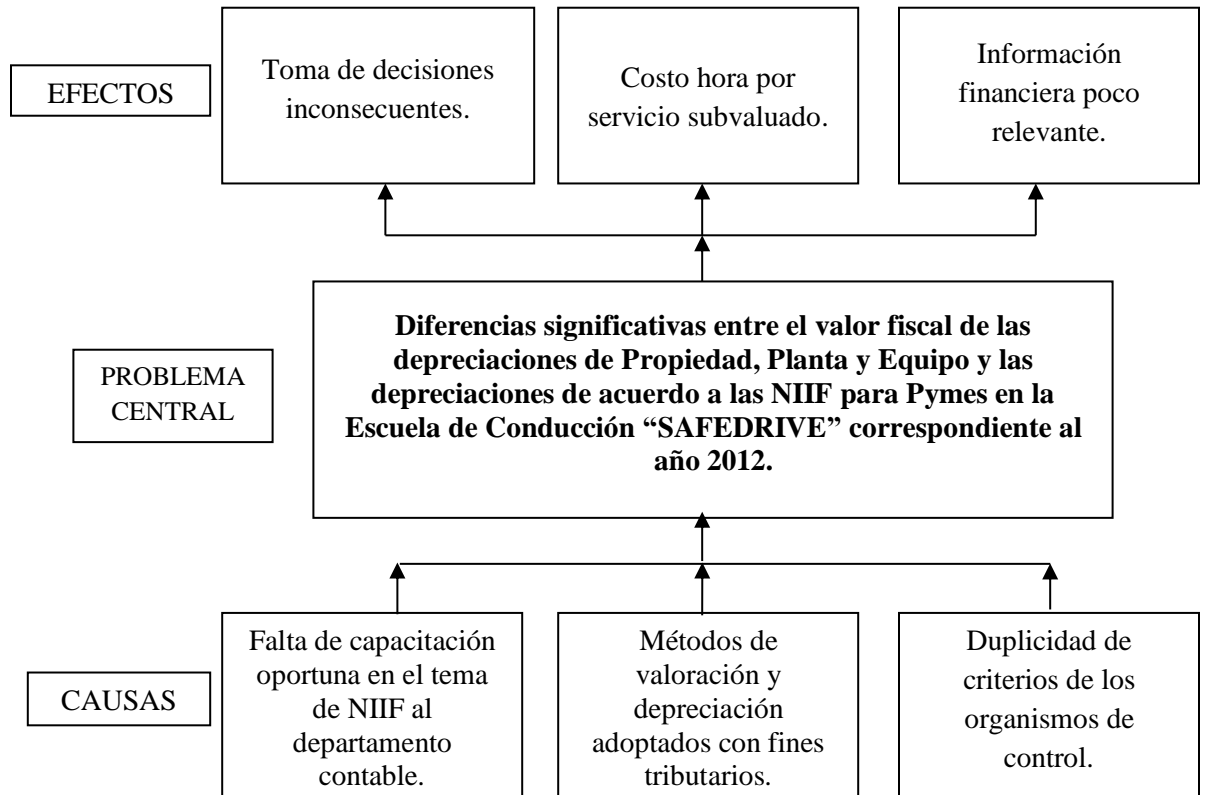 EFECTOS
Toma de decisiones
inconsecuentes.
Costo hora por
servicio subvaluado.
Información
financiera poco
relevante.
PROBLEMA
CENTRAL
Diferencias significativas entre el valor fiscal de las
depreciaciones de Propiedad, Planta y Equipo y las
depreciaciones de acuerdo a las NIIF para Pymes en la
Escuela de Conducción “SAFEDRIVE” correspondiente al
año 2012.
CAUSAS
Falta de capacitación
oportuna en el tema
de NIIF al
departamento
contable.
Métodos de
valoración y
depreciación
adoptados con fines
tributarios.
Duplicidad de
criterios de los
organismos de
control.